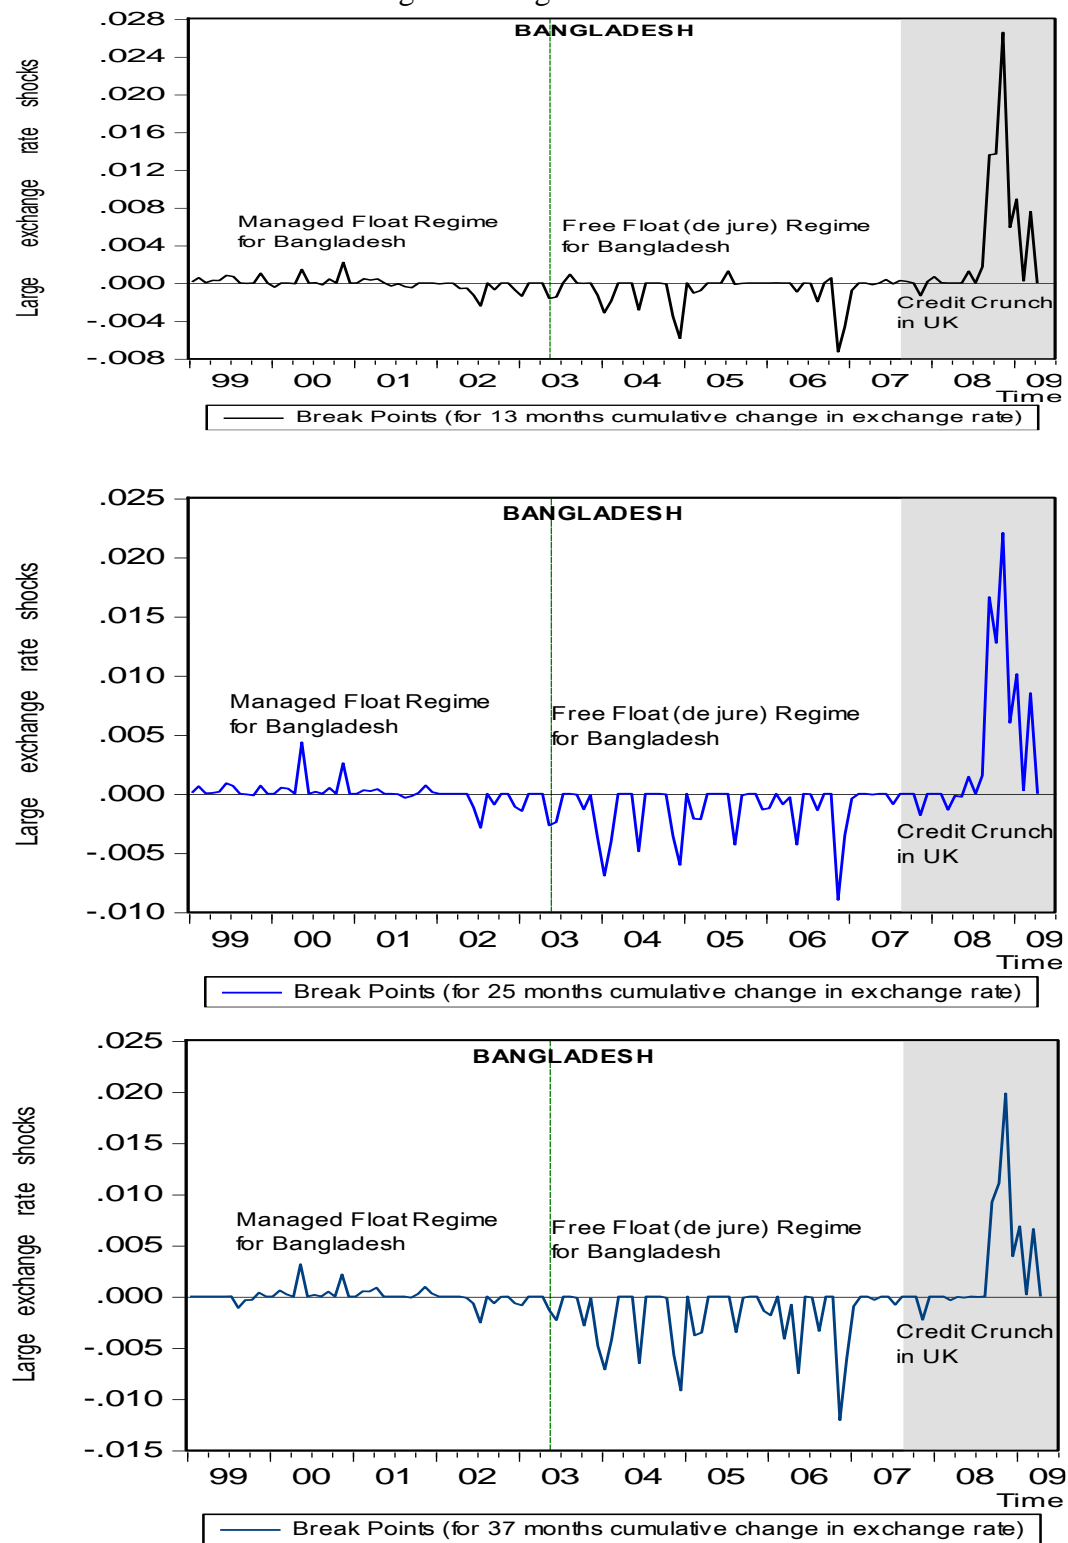 .028
BANGLADESH
.024
.020
.016
.012
.008
.004
.000
-.004
-.008
Large exchange rate shocks
Managed Float Regime
for Bangladesh
Free Float (de jure) Regime
for Bangladesh
Credit Crunch
in UK
99 00 01 02 03 04 05 06 07 08 09
Time
Break Points (for 13 months cumulative change in exchange rate)
.025
BANGLADESH
.020
.015
.010
.005
.000
-.005
-.010
Large exchange rate shocks
Managed Float Regime
for Bangladesh
Free Float (de jure) Regime
for Bangladesh
Credit Crunch
in UK
99 00 01 02 03 04 05 06 07 08 09
Time
Break Points (for 25 months cumulative change in exchange rate)
.025
BANGLADESH
.020
.015
.010
.005
.000
-.005
-.010
-.015
Large exchange rate shocks
Managed Float Regime
for Bangladesh
Free Float (de jure) Regime
for Bangladesh
Credit Crunch
in UK
99 00 01 02 03 04 05 06 07 08 09
Time
Break Points (for 37 months cumulative change in exchange rate)